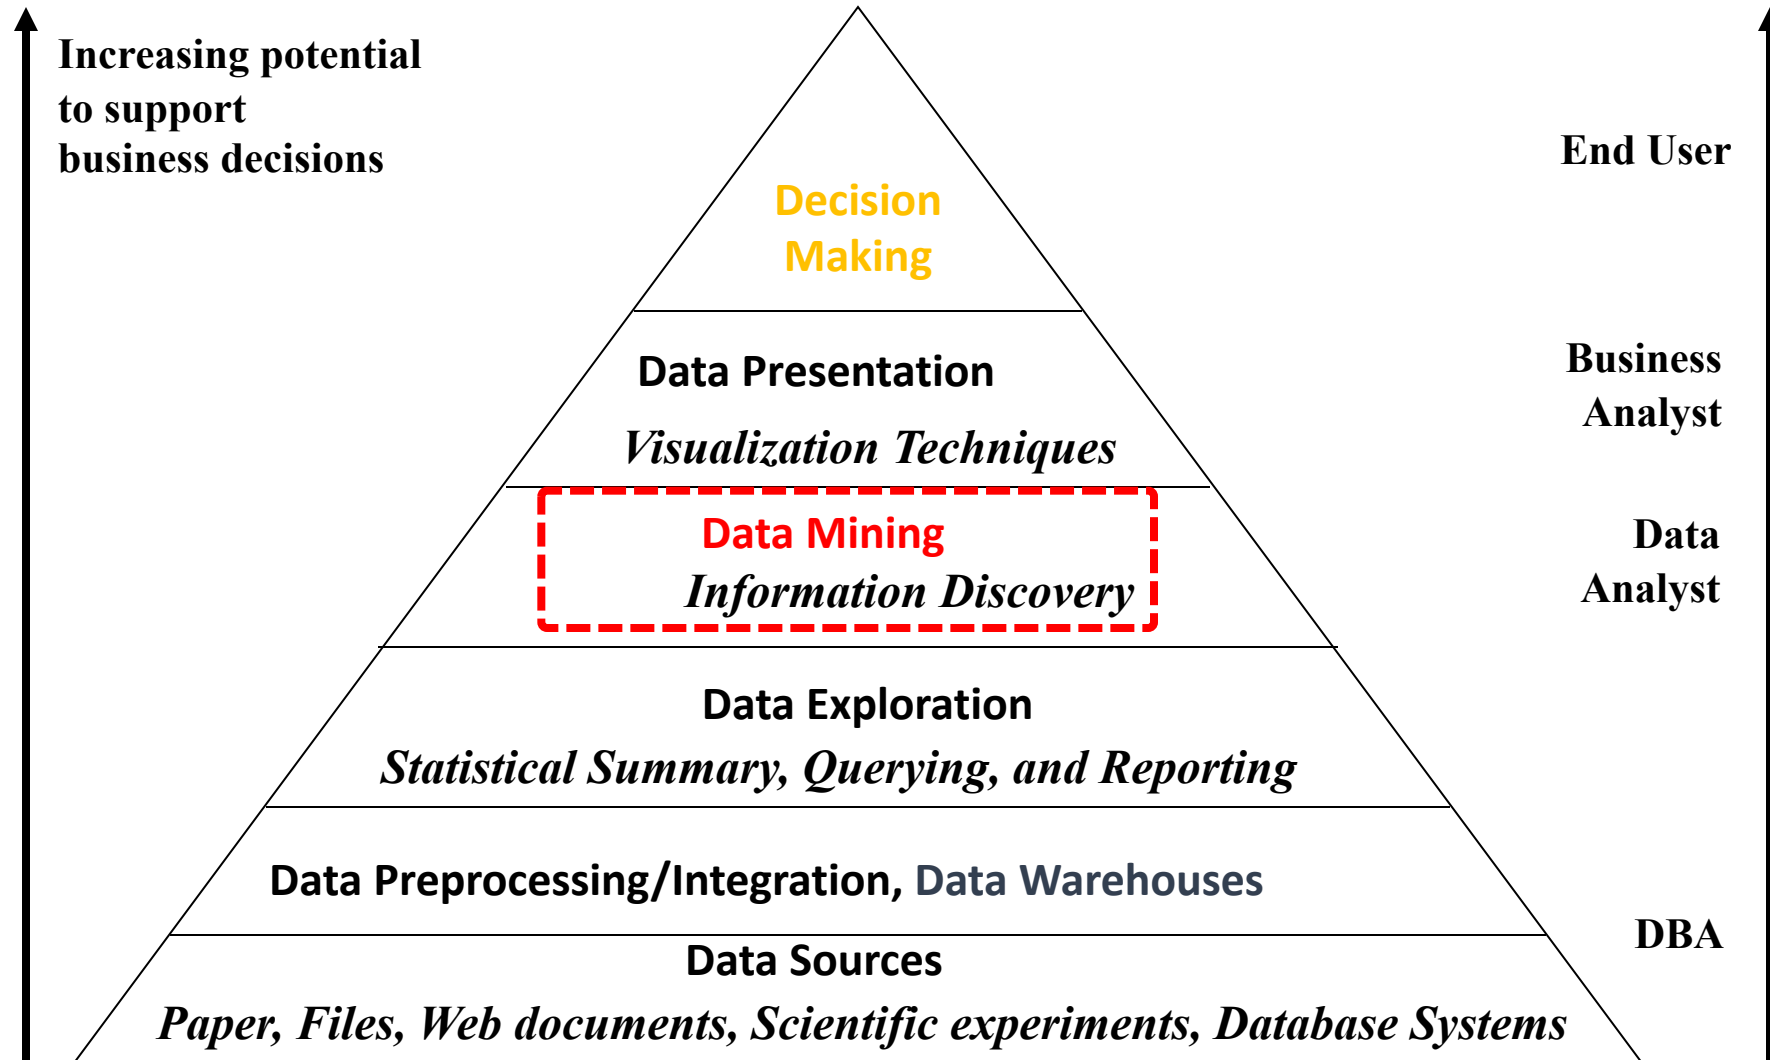 Increasing potential
to support
business decisions
End User
Decision
Making
Business
Analyst
Data Presentation
Visualization Techniques
Data Mining
Information Discovery
Data
Analyst
Data Exploration
Statistical Summary, Querying, and Reporting
Data Preprocessing/Integration, Data Warehouses
DBA
Data Sources
Paper, Files, Web documents, Scientific experiments, Database Systems